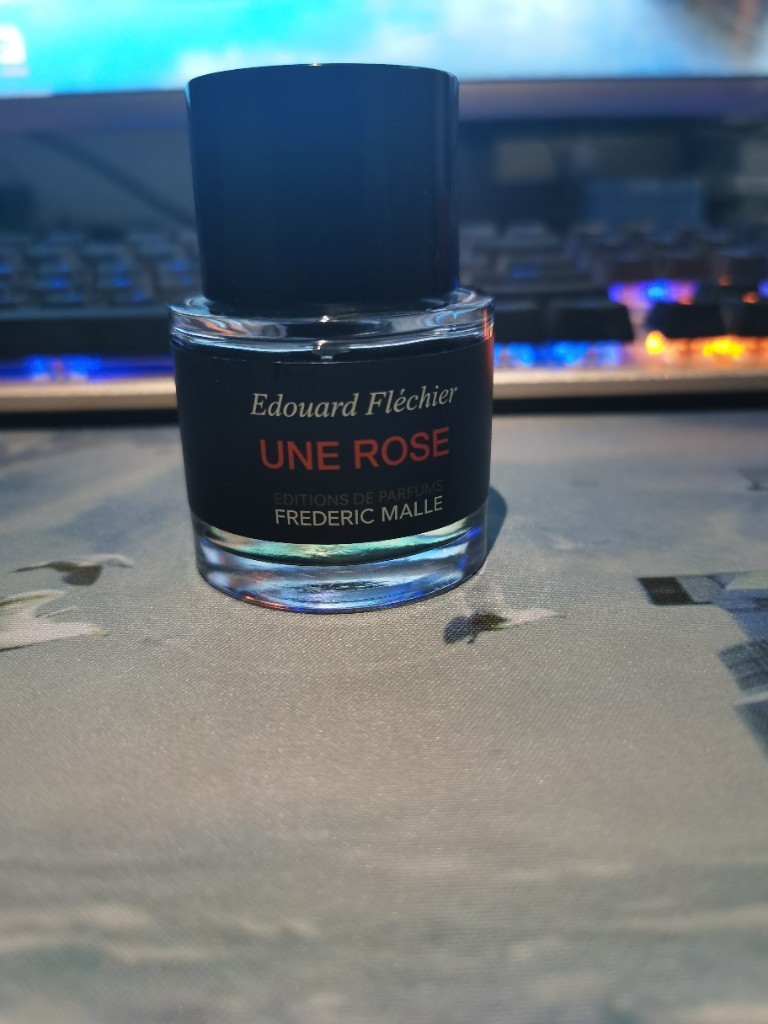 Edouard Fléchier
UNE ROSE
EDITIONS DE PARFUMS
FREDERIC MALLE